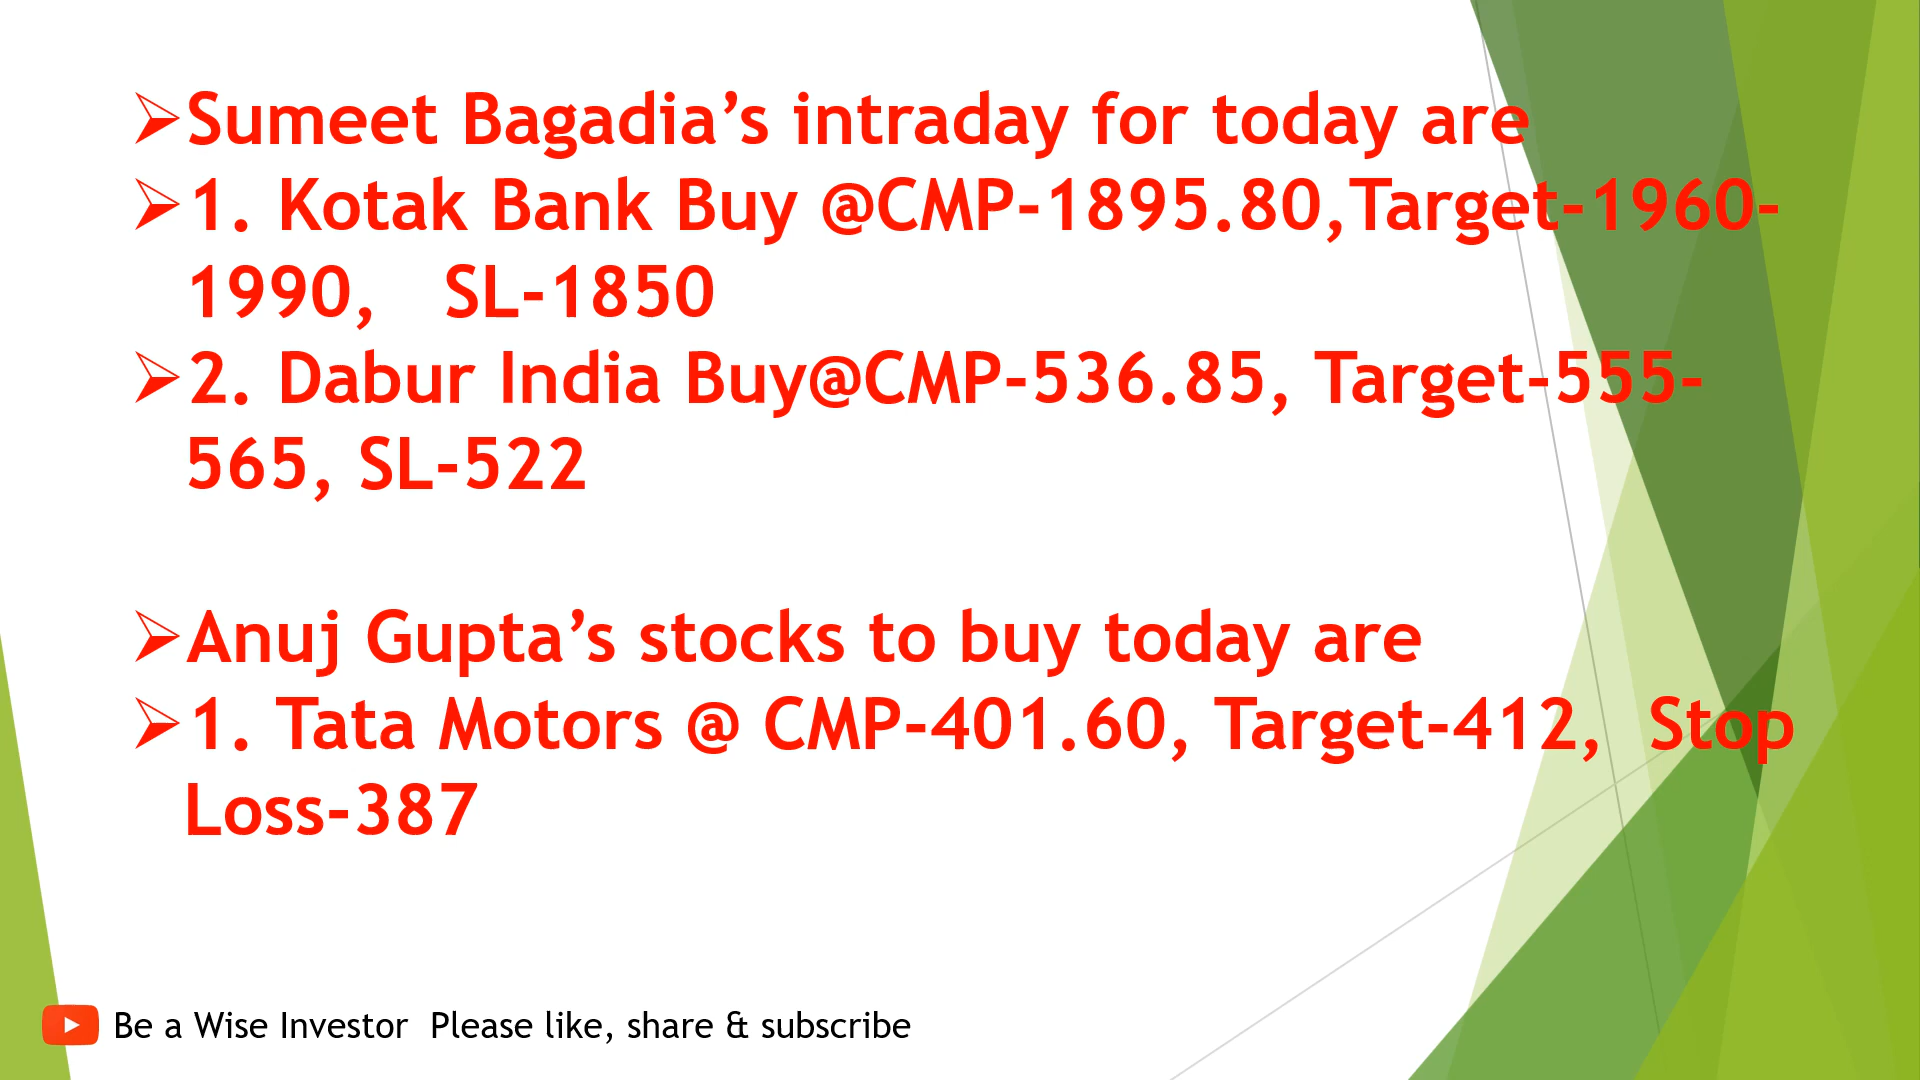 ➢Sumeet Bagadia’s intraday for today are
➢1. Kotak Bank Buy @CMP-1895.80,Target-1960-
1990,   SL-1850
➢2. Dabur India Buy@CMP-536.85, Target-555-
565, SL-522
➢Anuj Gupta’s stocks to buy today are
➢1. Tata Motors @ CMP-401.60, Target-412,  Stop
Loss-387
Be a Wise Investor  Please like, share & subscribe